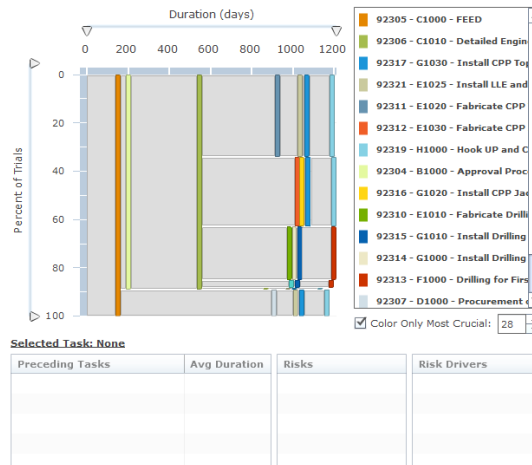 Duration (days)
0 200 400 600 800 1000 1200
Percent of Trials
0
20
40
60
80
100
92305 - C1000 - FEED
92306 - C1010 - Detailed Engin
92317 - G1030 - Install CPP Top
92321 - E1025 - Install LLE and
92311 - E1020 - Fabricate CPP
92312 - E1030 - Fabricate CPP
92319 - H1000 - Hook UP and C
92304 - B1000 - Approval Proc
92316 - G1020 - Install CPP Jac
92310 - E1010 - Fabricate Drilli
92315 - G1010 - Install Drilling
92314 - G1000 - Install Drilling
92313 - F1000 - Drilling for Firs
92307 - D1000 - Procurement o
Color Only Most Crucial: 28
Selected Task: None
Preceding Tasks Avg Duration Risks Risk Drivers